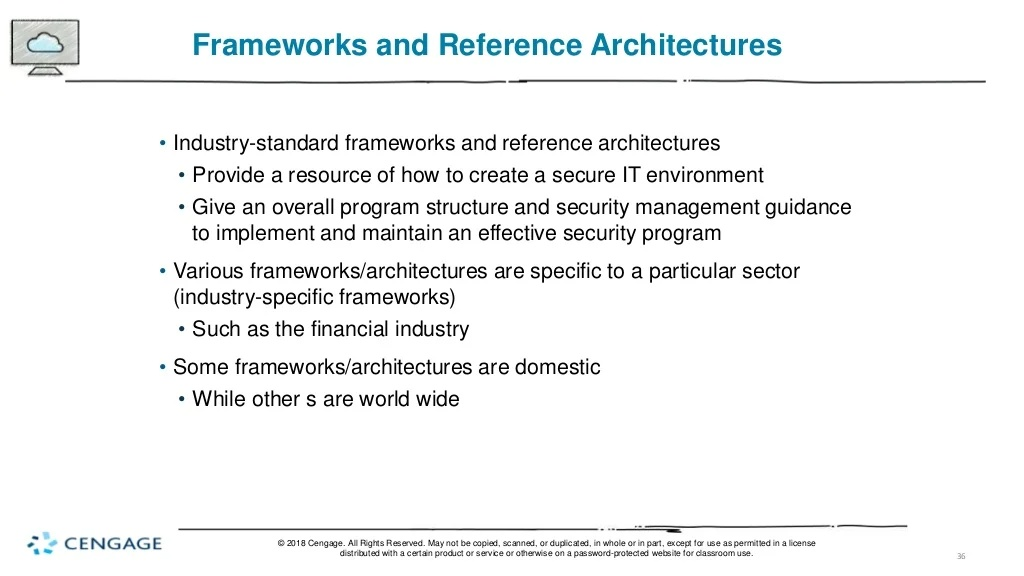 Frameworks and Reference Architectures
• Industry-standard frameworks and reference architectures
• Provide a resource of how to create a secure IT environment
• Give an overall program structure and security management guidance
to implement and maintain an effective security program
• Various frameworks/architectures are specific to a particular sector
(industry-specific frameworks)
• Such as the financial industry
• Some frameworks/architectures are domestic
• While other s are world wide
CENGAGE
© 2018 Cengage. All Rights Reserved. May not be copied, scanned, or duplicated, in whole or in part, except for use as permitted in a license
distributed with a certain product or service or otherwise on a password-protected website for classroom use.
36